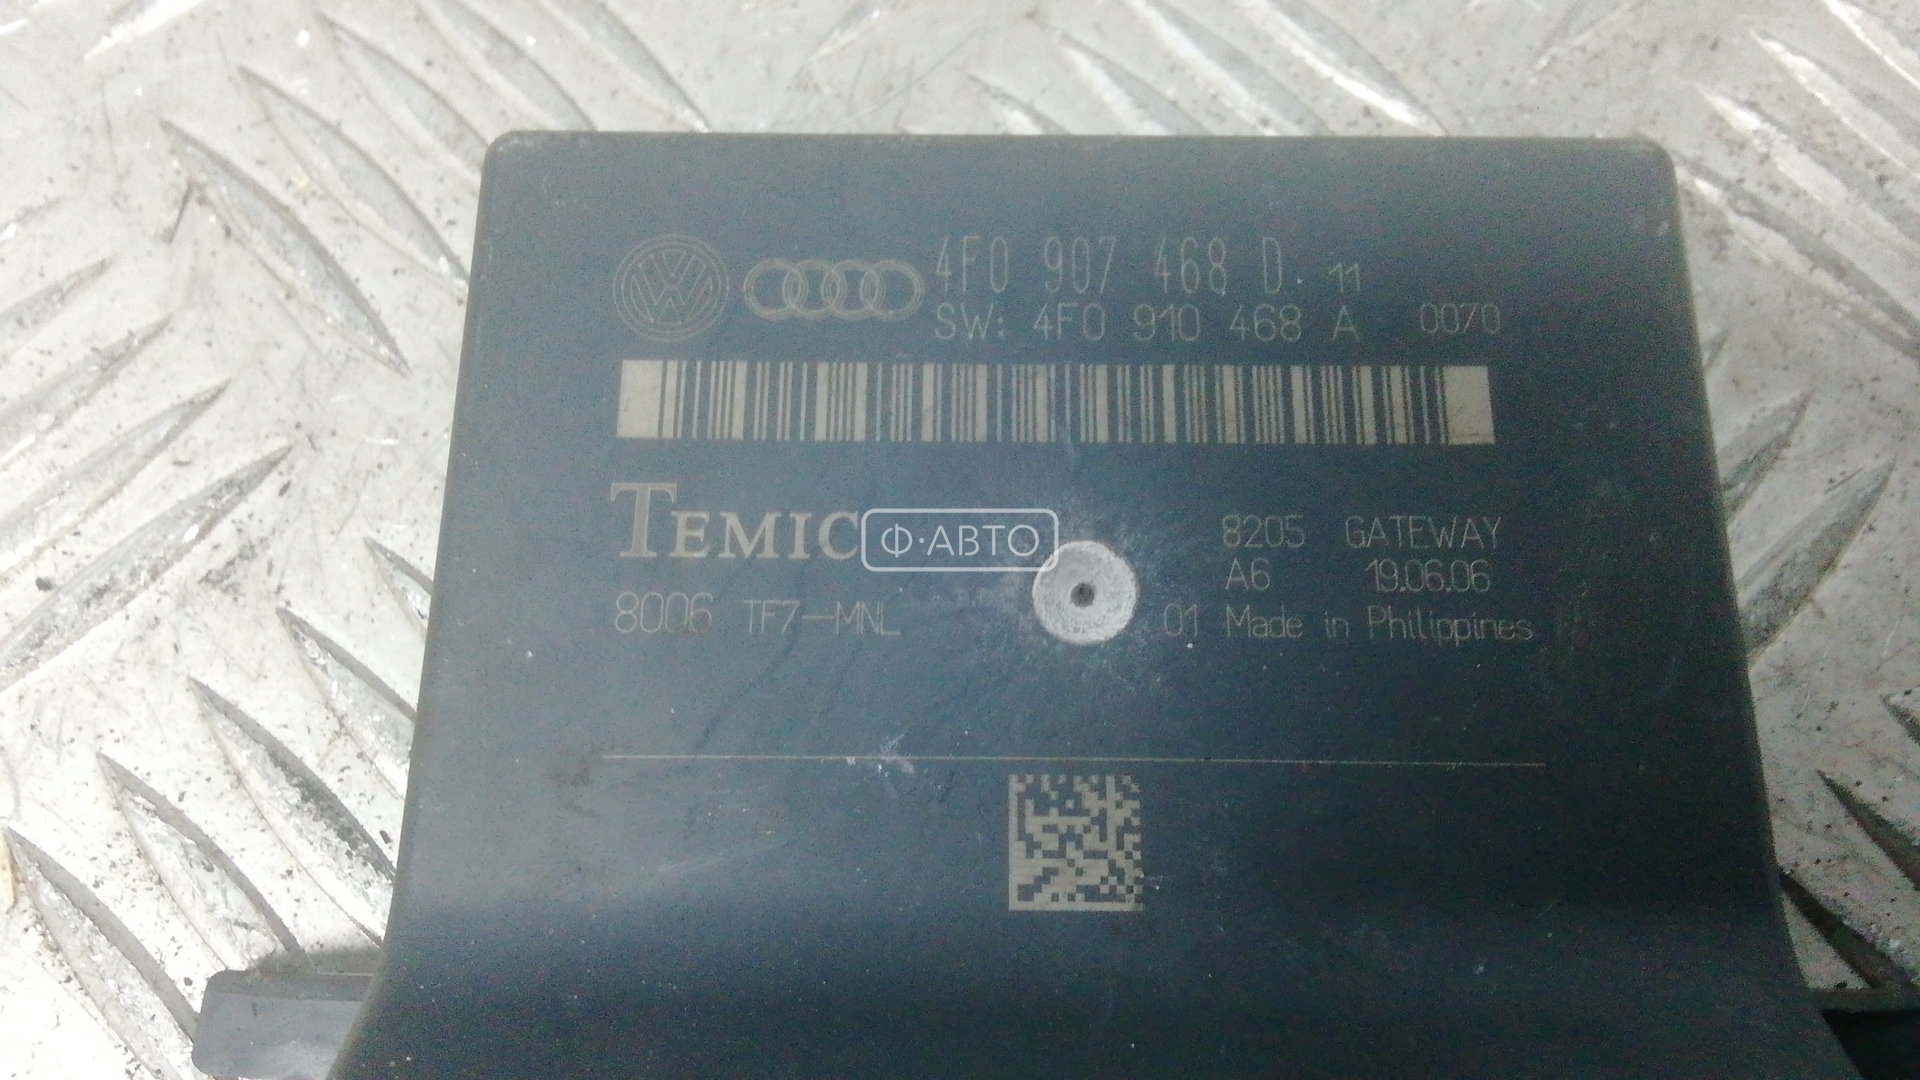 4F0 907 468 D 11
SW: 4F0 910 468 A 0070
TEMIC
Ф·АВТО
8205 GATEWAY
A6 19.06.06
8006 TF7-MNL 01 Made in Philippines